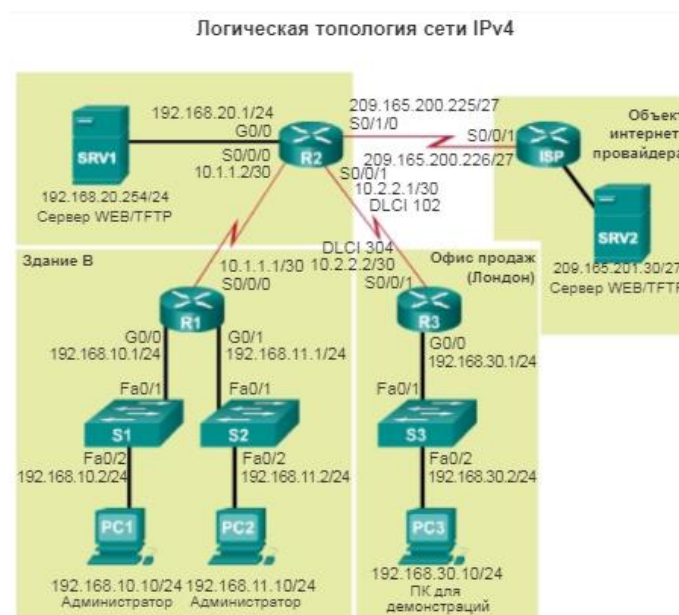 Логическая топология сети IPv4
192.168.20.1/24
G0/0
SRV1
S0/0/0
10.1.1.2/30
192.168.20.254/24
Сервер WEB/TFTP
R2
209.165.200.225/27
S0/1/0
S0/0/1
209.165.200.226/27
ISP
Объект
интернет
провайдера
S0/0/1
10.2.2.1/30
DLCI 102
SRV2
209.165.201.30/27
Сервер WEB/TFTP
Здание B
10.1.1.1/30
S0/0/0
R1
G0/0
192.168.10.1/24
G0/1
192.168.11.1/24
Fa0/1
S1
Fa0/2
192.168.10.2/24
PC1
192.168.10.10/24
Администратор
Fa0/1
S2
Fa0/2
192.168.11.2/24
PC2
192.168.11.10/24
Администратор
DLCI 304
10.2.2.2/30
S0/0/1
Офис продаж
(Лондон)
R3
G0/0
192.168.30.1/24
Fa0/1
S3
Fa0/2
192.168.30.2/24
PC3
192.168.30.10/24
ПК для
демонстраций